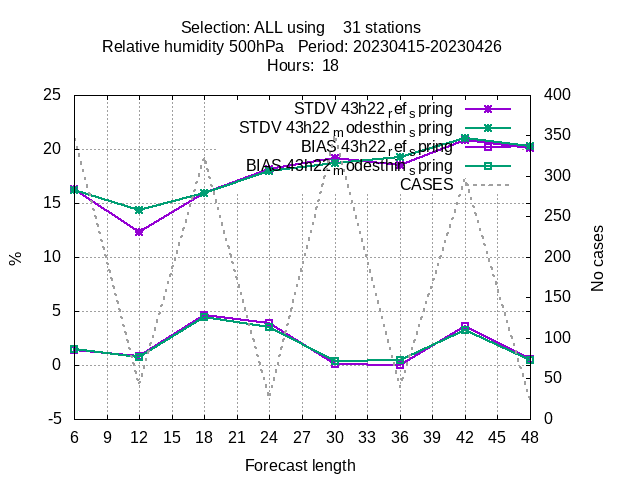 Selection: ALL using    31 stations
Relative humidity 500hPa   Period: 20230415-20230426
Hours:  18
STDV 43h22_ref_spring
STDV 43h22_modesthin_spring
BIAS 43h22_ref_spring
BIAS 43H22_modesthin_spring
CASES
25
20
15
10
5
0
-5
%
400
350
300
250
200
150
100
50
0
No cases
6 9 12 15 18 21 24 27 30 33 36 39 42 45 48
Forecast length